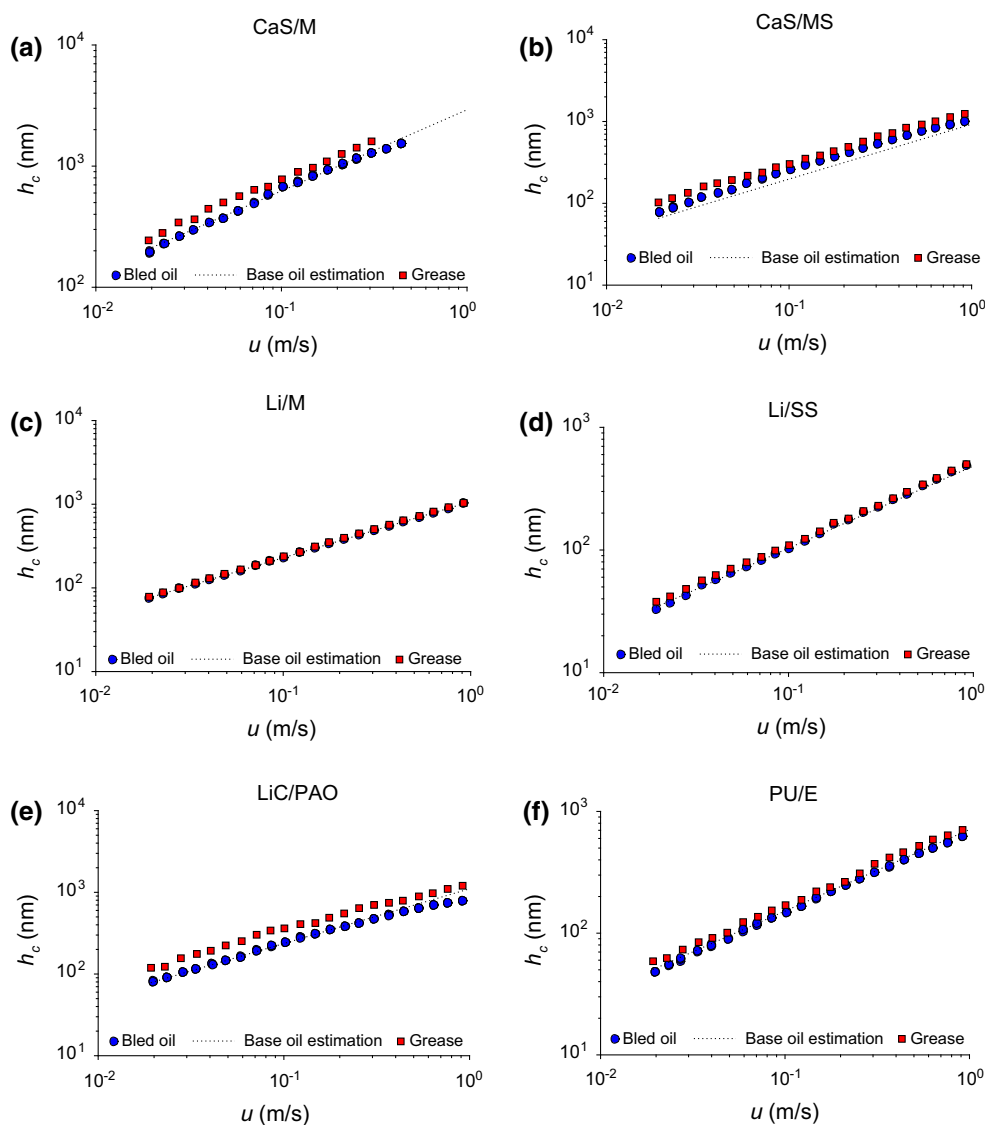 (a)
CaS/M
10^4
10^3
10^2
h_c (nm)
Bled oil Base oil estimation Grease
10^-2 10^-1 10^0
u (m/s)
(b)
CaS/MS
10^4
10^3
10^2
10^1
h_c (nm)
Bled oil Base oil estimation Grease
10^-2 10^-1 10^0
u (m/s)
(c)
Li/M
10^4
10^3
10^2
10^1
h_c (nm)
Bled oil Base oil estimation Grease
10^-2 10^-1 10^0
u (m/s)
(d)
Li/SS
10^3
10^2
10^1
h_c (nm)
Bled oil Base oil estimation Grease
10^-2 10^-1 10^0
u (m/s)
(e)
LiC/PAO
10^4
10^3
10^2
10^1
h_c (nm)
Bled oil Base oil estimation Grease
10^-2 10^-1 10^0
u (m/s)
(f)
PU/E
10^3
10^2
10^1
h_c (nm)
Bled oil Base oil estimation Grease
10^-2 10^-1 10^0
u (m/s)